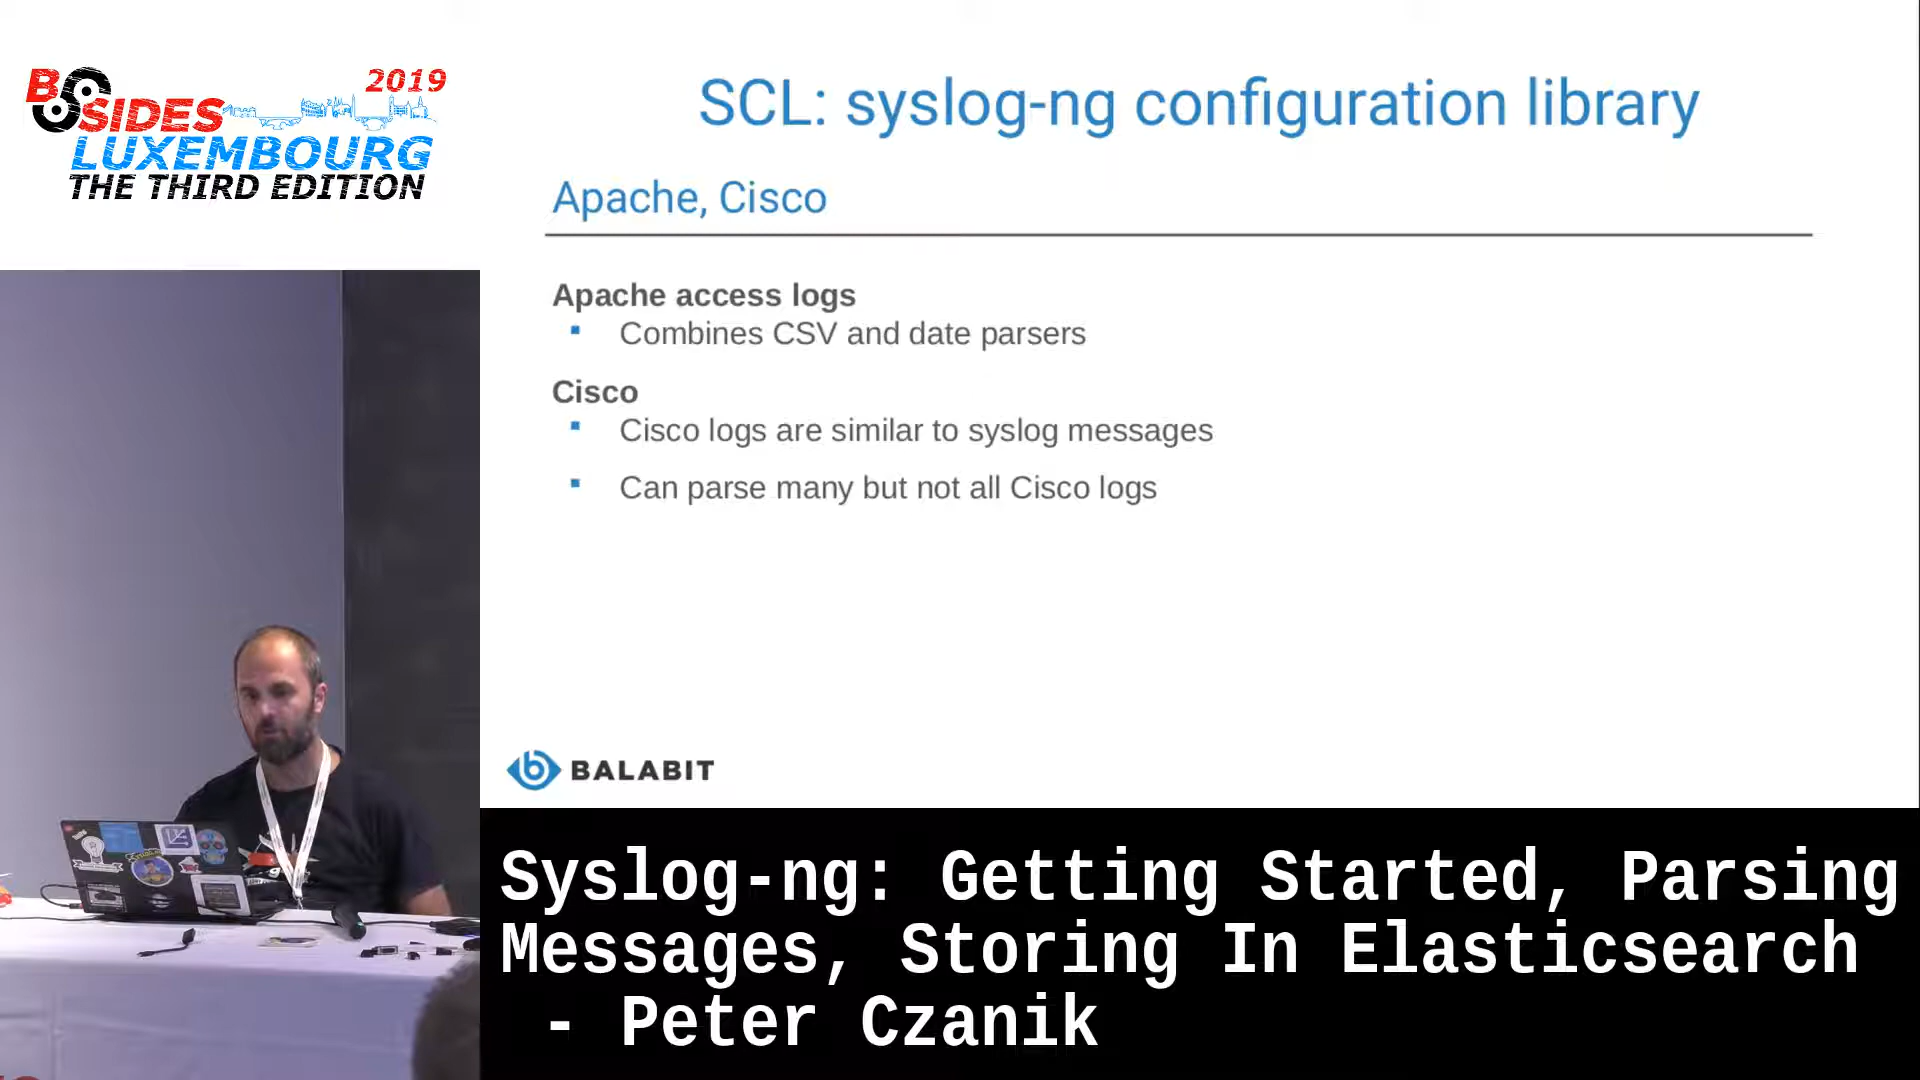 BSIDES 2019
LUXEMBOURG
THE THIRD EDITION
SCL: syslog-ng configuration library
Apache, Cisco
Apache access logs
▪ Combines CSV and date parsers
Cisco
▪ Cisco logs are similar to syslog messages
▪ Can parse many but not all Cisco logs
BALABIT
Syslog-ng: Getting Started, Parsing
Messages, Storing In Elasticsearch
- Peter Czanik